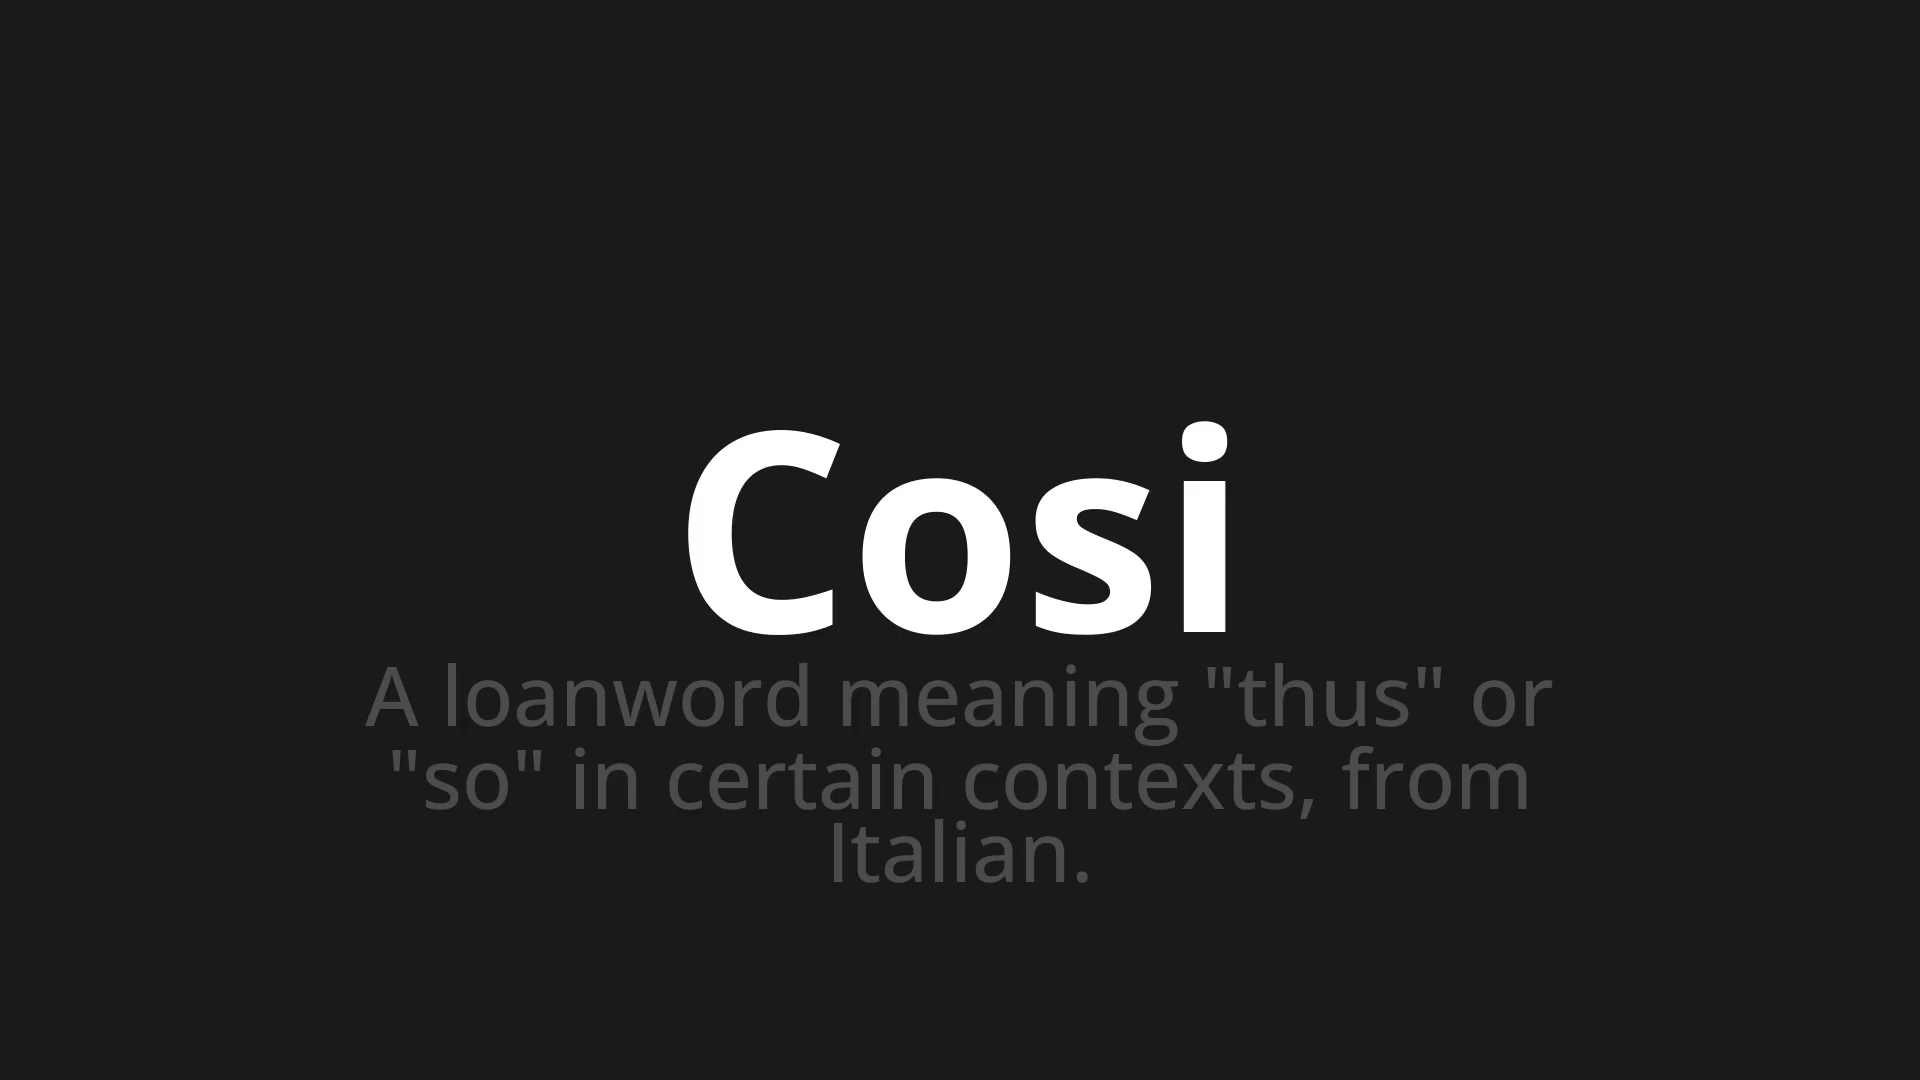 Cosi
A loanword meaning "thus" or
"so" in certain contexts, from
Italian.